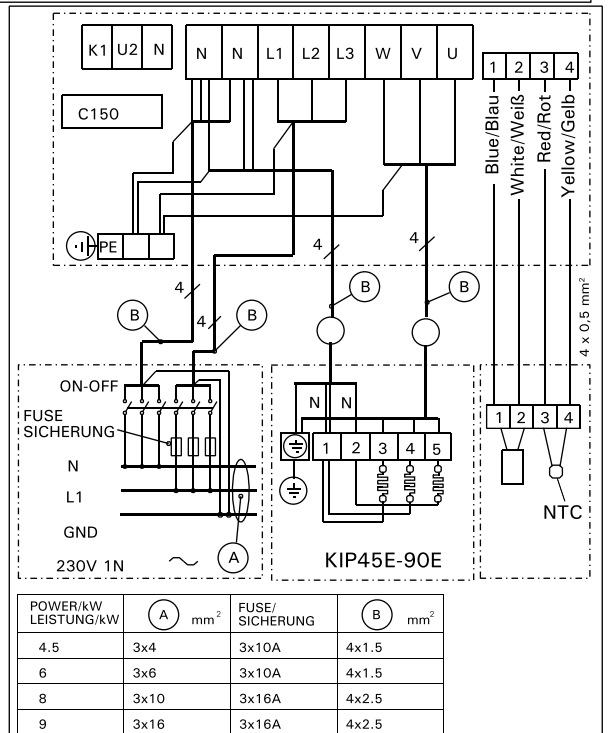 K1 U2 N
N N L1 L2 L3 W V U
1 2 3 4
C150
Blue/Blau
White/Weiß
Red/Rot
Yellow/Gelb
PE
4
4
4
4
B
B
B
B
4 x 0,5 mm²
ON-OFF
FUSE
SICHERUNG
N
L1
GND
230V 1N
A
N N
1 2 3 4 5
KIP45E-90E
1 2 3 4
NTC
POWER/kW LEISTUNG/kW A mm² FUSE/SICHERUNG B mm²
4.5 3x4 3x10A 4x1.5
6 3x6 3x10A 4x1.5
8 3x10 3x16A 4x2.5
9 3x16 3x16A 4x2.5